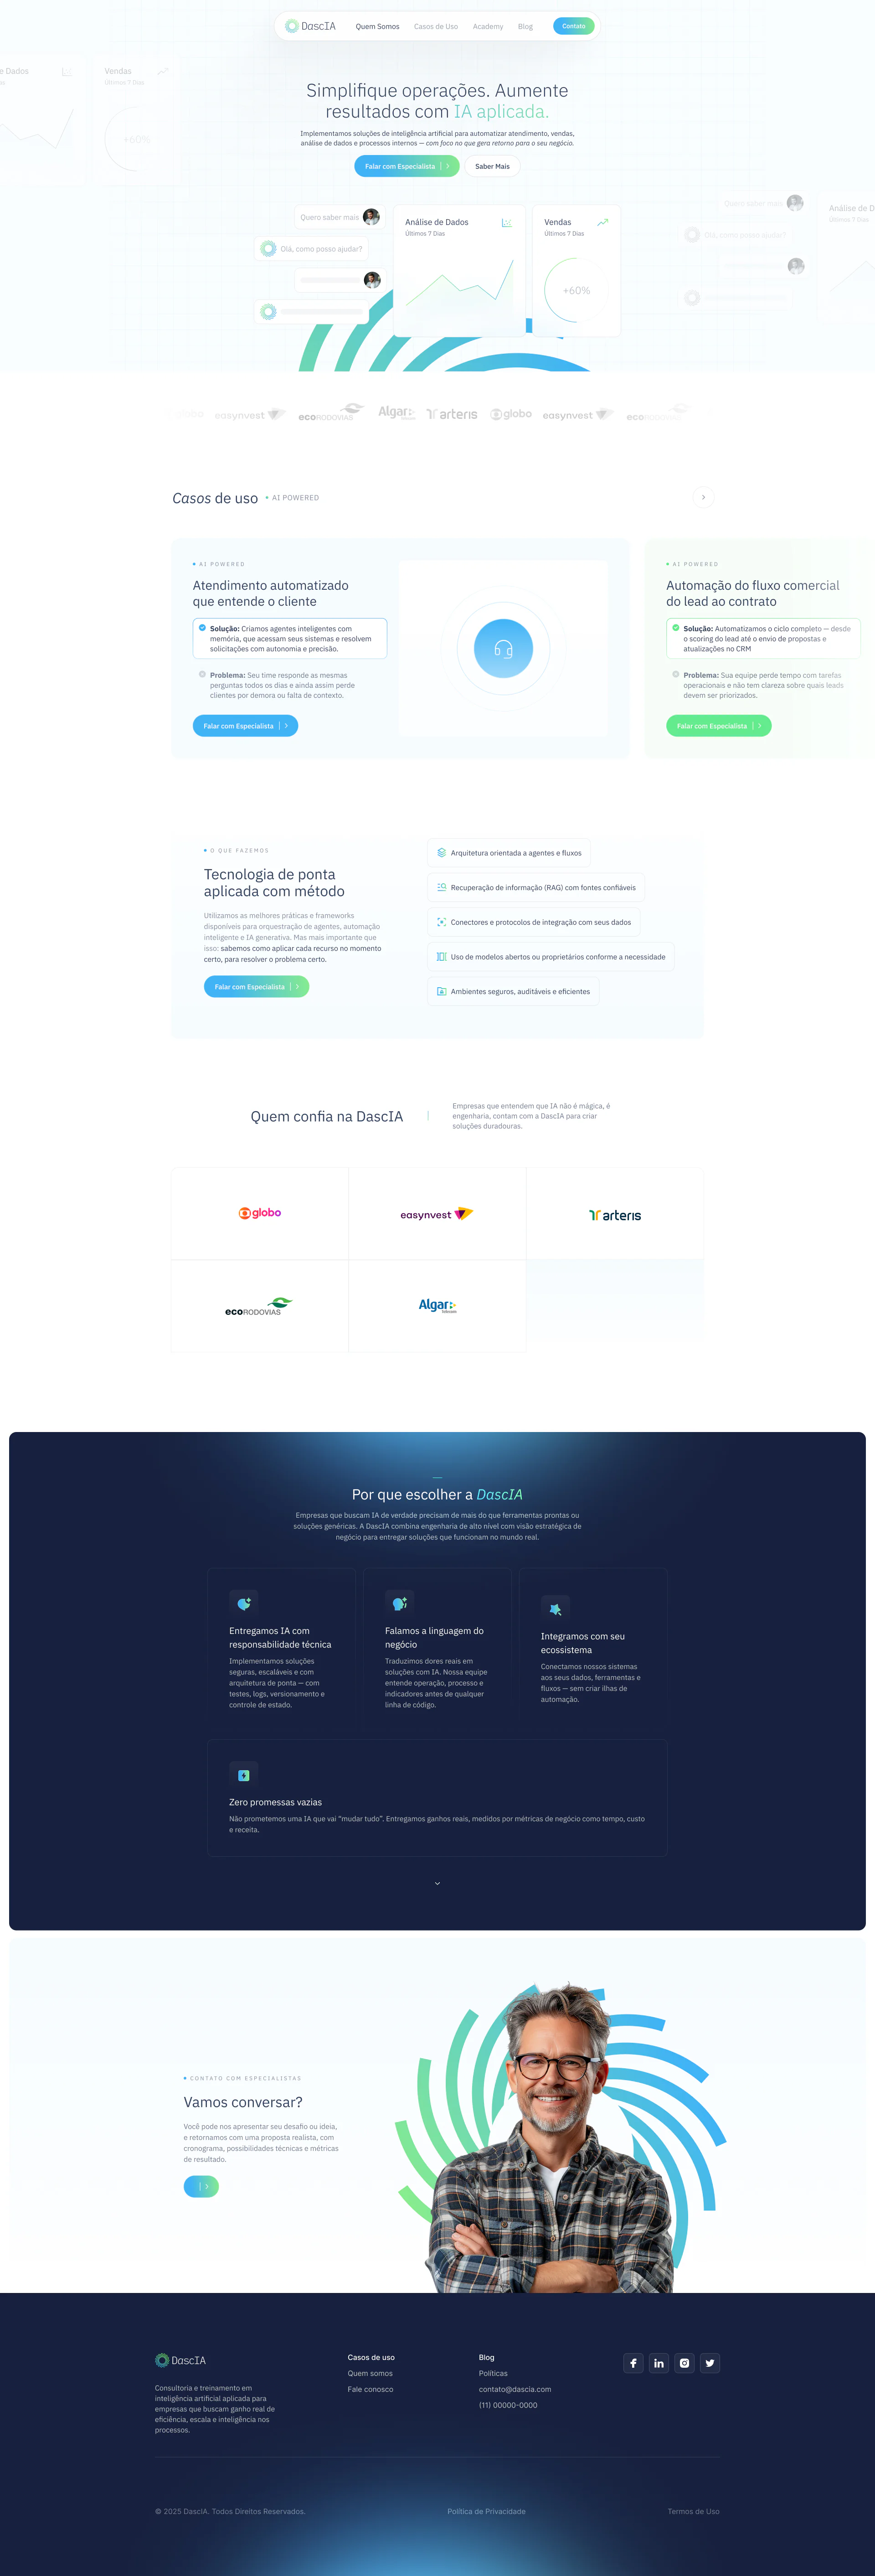 DascIA
Quem Somos
Casos de Uso
Academy
Blog
Contato
e Dados
Vendas
Últimos 7 Dias
+60%
Simplifique operações. Aumente
resultados com IA aplicada.
Implementamos soluções de inteligência artificial para automatizar atendimento, vendas,
análise de dados e processos internos — com foco no que gera retorno para o seu negócio.
Falar com Especialista
Saber Mais
Quero saber mais
Olá, como posso ajudar?
Análise de Dados
Últimos 7 Dias
Vendas
Últimos 7 Dias
+60%
Quero saber mais
Olá, como posso ajudar?
Análise de D
Últimos 7 Dias
globo
easynvest
ecoRODOVIAS
Algar
arteris
globo
easynvest
ecoRODOVIAS
Casos de uso
AI POWERED
AI POWERED
Atendimento automatizado
que entende o cliente
Solução: Criamos agentes inteligentes com
memória, que acessam seus sistemas e resolvem
solicitações com autonomia e precisão.
Problema: Seu time responde as mesmas
perguntas todos os dias e ainda assim perde
clientes por demora ou falta de contexto.
Falar com Especialista
AI POWERED
Automação do fluxo comercial
do lead ao contrato
Solução: Automatizamos o ciclo completo — desde
o scoring do lead até o envio de propostas e
atualizações no CRM
Problema: Sua equipe perde tempo com tarefas
operacionais e não tem clareza sobre quais leads
devem ser priorizados.
Falar com Especialista
O QUE FAZEMOS
Tecnologia de ponta
aplicada com método
Utilizamos as melhores práticas e frameworks
disponíveis para orquestração de agentes, automação
inteligente e IA generativa. Mas mais importante que
isso: sabemos como aplicar cada recurso no momento
certo, para resolver o problema certo.
Falar com Especialista
Arquitetura orientada a agentes e fluxos
Recuperação de informação (RAG) com fontes confiáveis
Conectores e protocolos de integração com seus dados
Uso de modelos abertos ou proprietários conforme a necessidade
Ambientes seguros, auditáveis e eficientes
Quem confia na DascIA
Empresas que entendem que IA não é mágica, é
engenharia, contam com a DascIA para criar
soluções duradouras.
globo
easynvest
arteris
ecoRODOVIAS
Algar
Por que escolher a DascIA
Empresas que buscam IA de verdade precisam de mais do que ferramentas prontas ou
soluções genéricas. A DascIA combina engenharia de alto nível com visão estratégica de
negócio para entregar soluções que funcionam no mundo real.
Entregamos IA com
responsabilidade técnica
Implementamos soluções
seguras, escaláveis e com
arquitetura de ponta — com
testes, logs, versionamento e
controle de estado.
Falamos a linguagem do
negócio
Traduzimos dores reais em
soluções com IA. Nossa equipe
entende operação, processo e
indicadores antes de qualquer
linha de código.
Integramos com seu
ecossistema
Conectamos nossos sistemas
aos seus dados, ferramentas e
fluxos — sem criar ilhas de
automação.
Zero promessas vazias
Não prometemos uma IA que vai “mudar tudo”. Entregamos ganhos reais, medidos por métricas de negócio como tempo, custo
e receita.
CONTATO COM ESPECIALISTAS
Vamos conversar?
Você pode nos apresentar seu desafio ou ideia,
e retornamos com uma proposta realista, com
cronograma, possibilidades técnicas e métricas
de resultado.
DascIA
Consultoria e treinamento em
inteligência artificial aplicada para
empresas que buscam ganho real de
eficiência, escala e inteligência nos
processos.
Casos de uso
Quem somos
Fale conosco
Blog
Políticas
contato@dascia.com
(11) 00000-0000
© 2025 DascIA. Todos Direitos Reservados.
Política de Privacidade
Termos de Uso